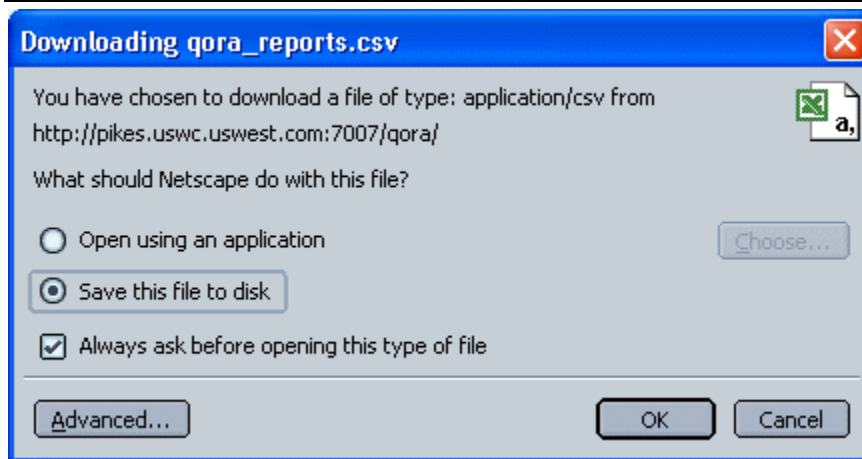 Downloading qora_reports.csv
You have chosen to download a file of type: application/csv from
http://pikes.uswc.uswest.com:7007/qora/
a,
What should Netscape do with this file?
Open using an application
Choose...
Save this file to disk
Always ask before opening this type of file
Advanced...
OK
Cancel